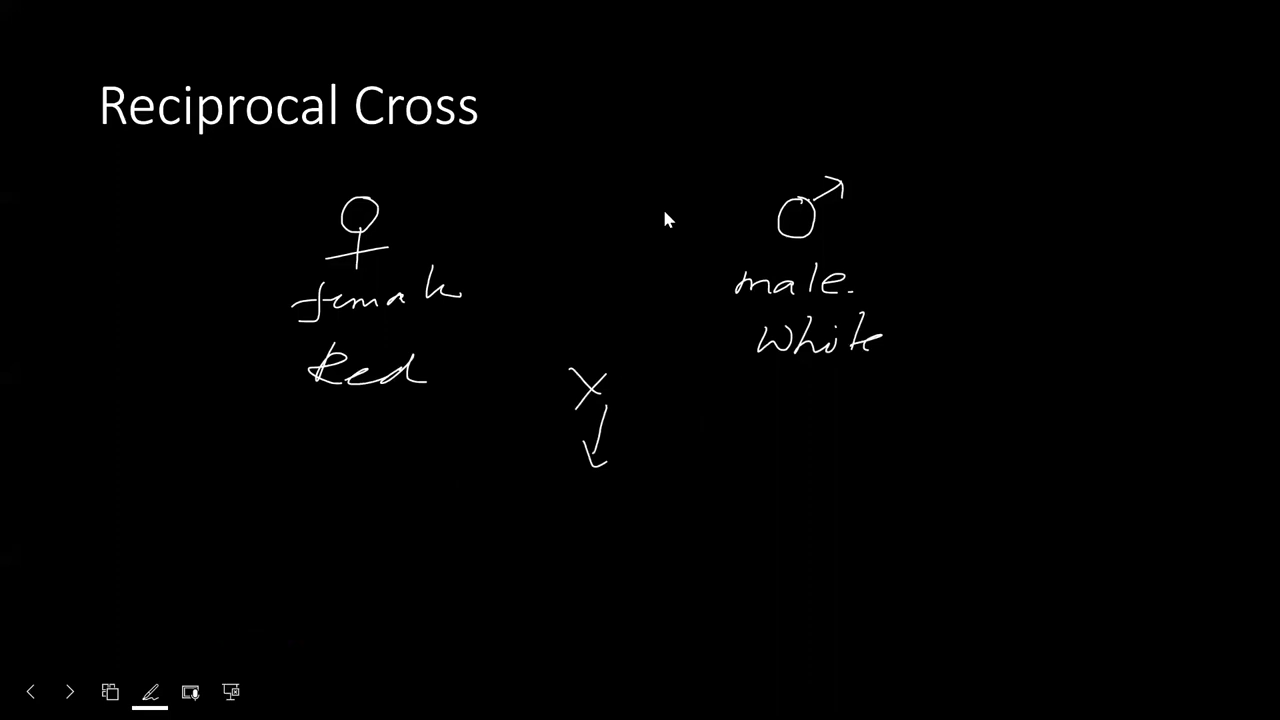 Reciprocal Cross
♀ ♂
female male.
Red White
X